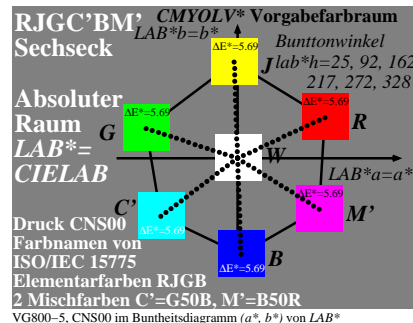 RJGC'BM' CMYOLV* Vorgabefarbraum
Sechseck LAB*b=b* Bunttonwinkel
ΔE*=5.69 J lab*h=25, 92, 162
217, 272, 328
Absoluter
Raum
LAB*=
CIELAB
ΔE*=5.69 G
ΔE*=5.69 R
W
LAB*a=a*
C' ΔE*=5.69
ΔE*=5.69 M'
ΔE*=5.69 B
Druck CNS00
Farbnamen von
ISO/IEC 15775
Elementarfarben RJGB
2 Mischfarben C'=G50B, M'=B50R
VG800-5, CNS00 im Buntheitsdiagramm (a*, b*) von LAB*